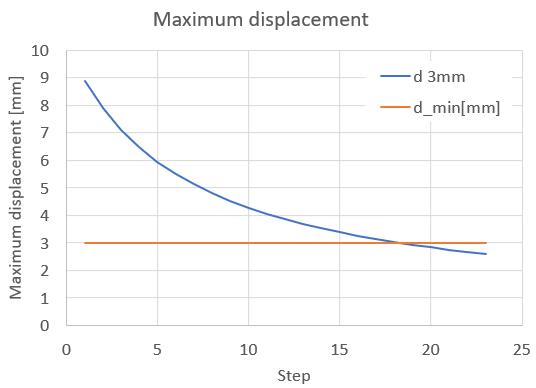 Maximum displacement
10
9
8
7
6
5
4
3
2
1
0
Maximum displacement [mm]
d 3mm
d_min[mm]
0 5 10 15 20 25
Step